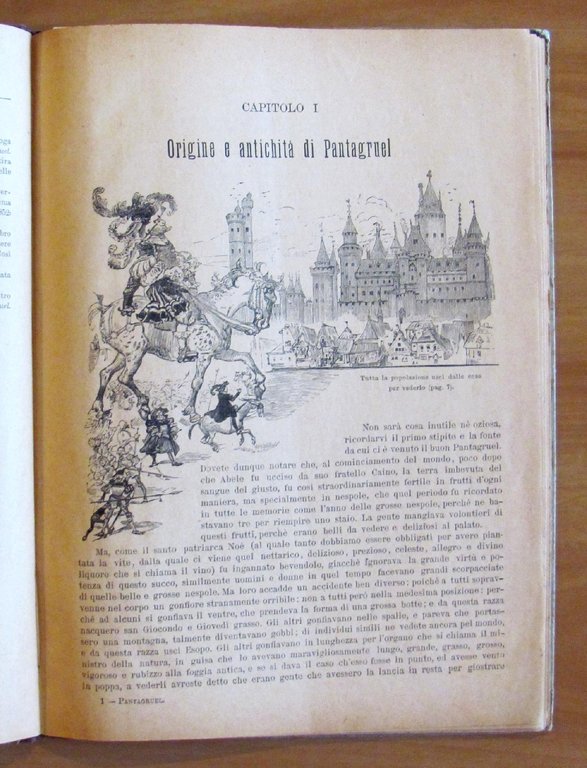 CAPITOLO I
Origine e antichità di Pantagruel
Tutta la popolazione uscì dalle case
per vederlo (pag. 7).
Non sarà cosa inutile nè oziosa,
ricordarvi il primo stipite e la fonte
da cui ci è venuto il buon Pantagruel.
Dovete dunque notare che, al cominciamento del mondo, poco dopo
che Abele fu ucciso da suo fratello Caino, la terra imbevuta del
sangue del giusto, fu così straordinariamente fertile in frutti d'ogni
maniera, ma specialmente in nespole, che quel periodo fu ricordato
in tutte le memorie come l'anno delle grosse nespole, perchè ne ba-
stavano tre per riempire uno staio. La gente mangiava volontieri di
questi frutti, perchè erano belli da vedere e deliziosi al palato.
Ma, come il santo patriarca Noè (al quale tanto dobbiamo essere obbligati per avere pian-
tata la vite, dalla quale ci viene quel nettarico, delizioso, prezioso, celeste, allegro e divino
liquore che si chiama il vino) fu ingannato bevendolo, giacchè ignorava la grande virtù e po-
tenza di questo succo, similmente uomini e donne in quel tempo facevano grandi scorpacciate
di quelle belle e grosse nespole. Ma loro accadde un accidente ben diverso; poichè a tutti soprav-
venne nel corpo un gonfiore stranamente orribile: non a tutti però nella medesima posizione: per-
chè ad alcuni si gonfiava il ventre, che prendeva la forma di una grossa botte; e da questa razza
nacquero san Giocondo e Giovedì grasso. Gli altri gonfiavano nelle spalle, e pareva che portas-
sero una montagna, talmente diventavano gobbi; di individui simili ne vedete ancora pel mondo,
e da questa razza uscì Esopo. Gli altri gonfiavano in lunghezza per l'organo che si chiama il mi-
nistro della natura, in guisa che lo avevano maravigliosamente lungo, grande, grasso, grosso,
vigoroso e rubizzo alla foggia antica, e se si dava il caso ch'esso fosse in punto, ed avesse vento
in poppa, a vederli avreste detto che erano gente che avessero la lancia in resta per giostrare
1 — PANTAGRUEL.